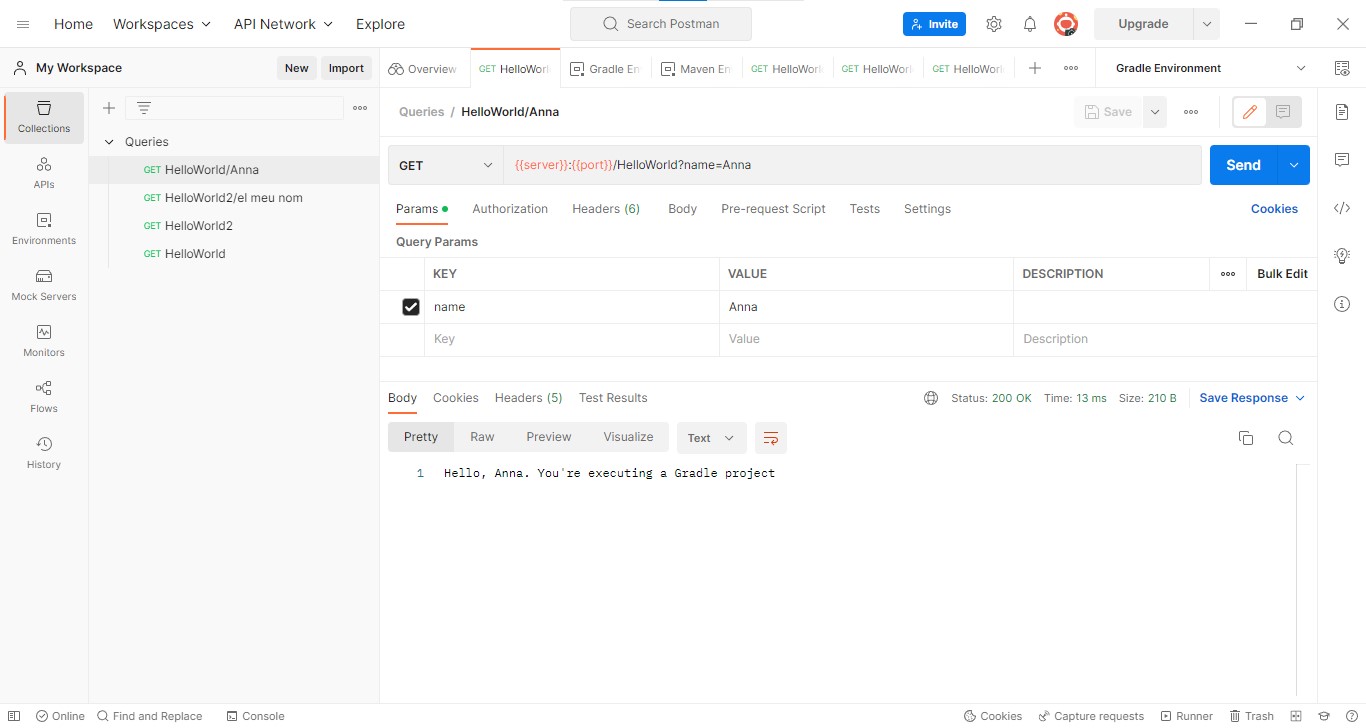 Home Workspaces API Network Explore Search Postman Invite Upgrade
My Workspace New Import Overview GET HelloWorl Gradle En Maven En GET HelloWorl GET HelloWorl GET HelloWorl Gradle Environment
Collections
APIs
Environments
Mock Servers
Monitors
Flows
History
Queries
GET HelloWorld/Anna
GET HelloWorld2/el meu nom
GET HelloWorld2
GET HelloWorld
Queries / HelloWorld/Anna Save
GET {{server}}:{{port}}/HelloWorld?name=Anna Send
Params Authorization Headers (6) Body Pre-request Script Tests Settings Cookies
Query Params
KEY VALUE DESCRIPTION Bulk Edit
name Anna
Key Value Description
Body Cookies Headers (5) Test Results Status: 200 OK Time: 13 ms Size: 210 B Save Response
Pretty Raw Preview Visualize Text
1 Hello, Anna. You're executing a Gradle project
Online Find and Replace Console Cookies Capture requests Runner Trash